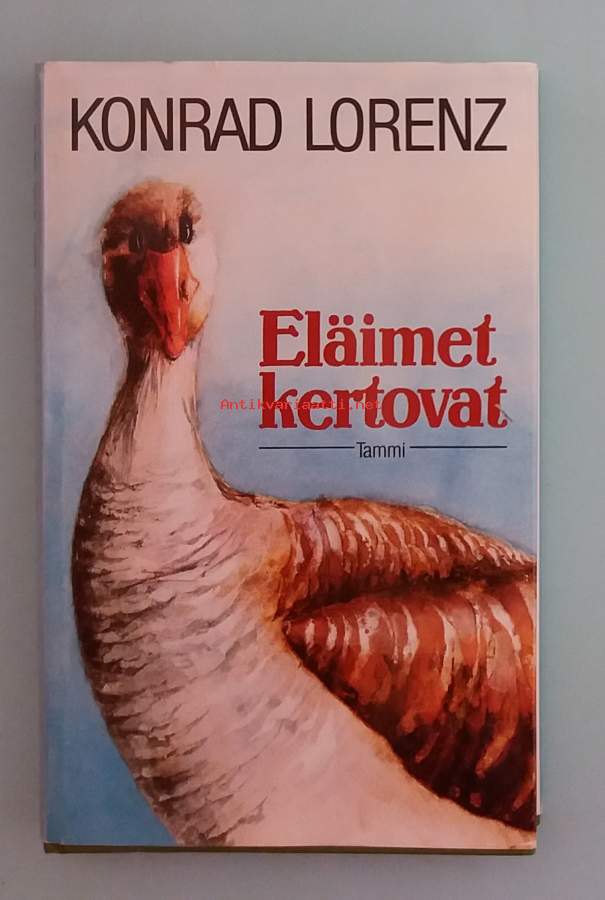 KONRAD LORENZ
Eläimet
Antikvariaatti.net
kertovat
Tammi